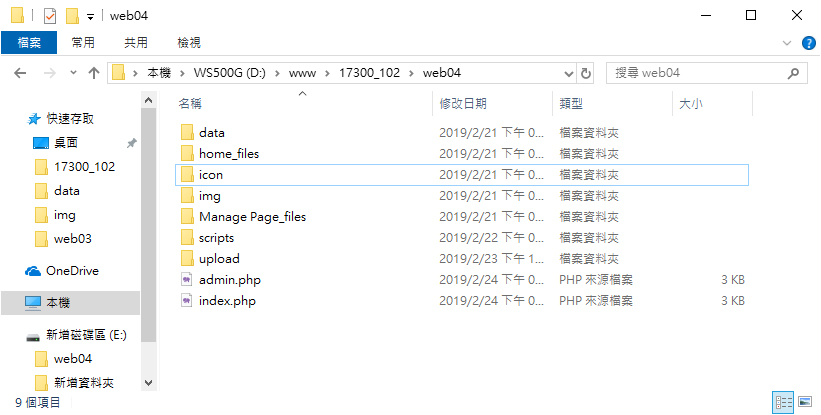 web04
檔案 常用 共用 檢視
本機 WS500G (D:) www 17300_102 web04 搜尋 web04
名稱 修改日期 類型 大小
快速存取
桌面
17300_102
data
img
web03
OneDrive
本機
新增磁碟區 (E:)
web04
新增資料夾
data 2019/2/21 下午 0... 檔案資料夾
home_files 2019/2/21 下午 0... 檔案資料夾
icon 2019/2/21 下午 0... 檔案資料夾
img 2019/2/21 下午 0... 檔案資料夾
Manage Page_files 2019/2/21 下午 0... 檔案資料夾
scripts 2019/2/22 下午 0... 檔案資料夾
upload 2019/2/23 下午 1... 檔案資料夾
admin.php 2019/2/24 下午 0... PHP 來源檔案 3 KB
index.php 2019/2/24 下午 0... PHP 來源檔案 3 KB
9 個項目